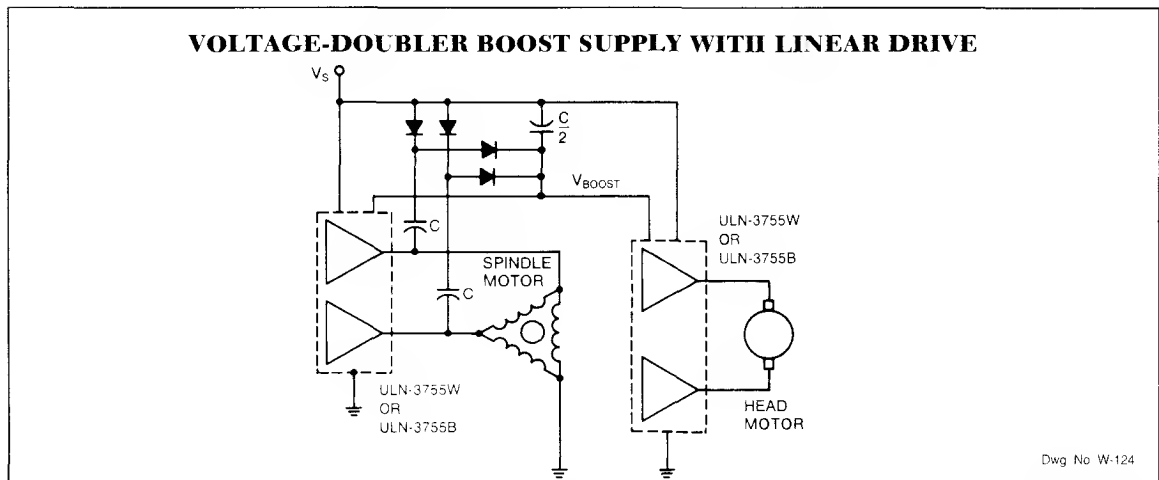 VOLTAGE-DOUBLER BOOST SUPPLY WITH LINEAR DRIVE
VS
C
2
VBOOST
C
ULN-3755W
OR
ULN-3755B
SPINDLE
MOTOR
C
ULN-3755W
OR
ULN-3755B
HEAD
MOTOR
Dwg No W-124